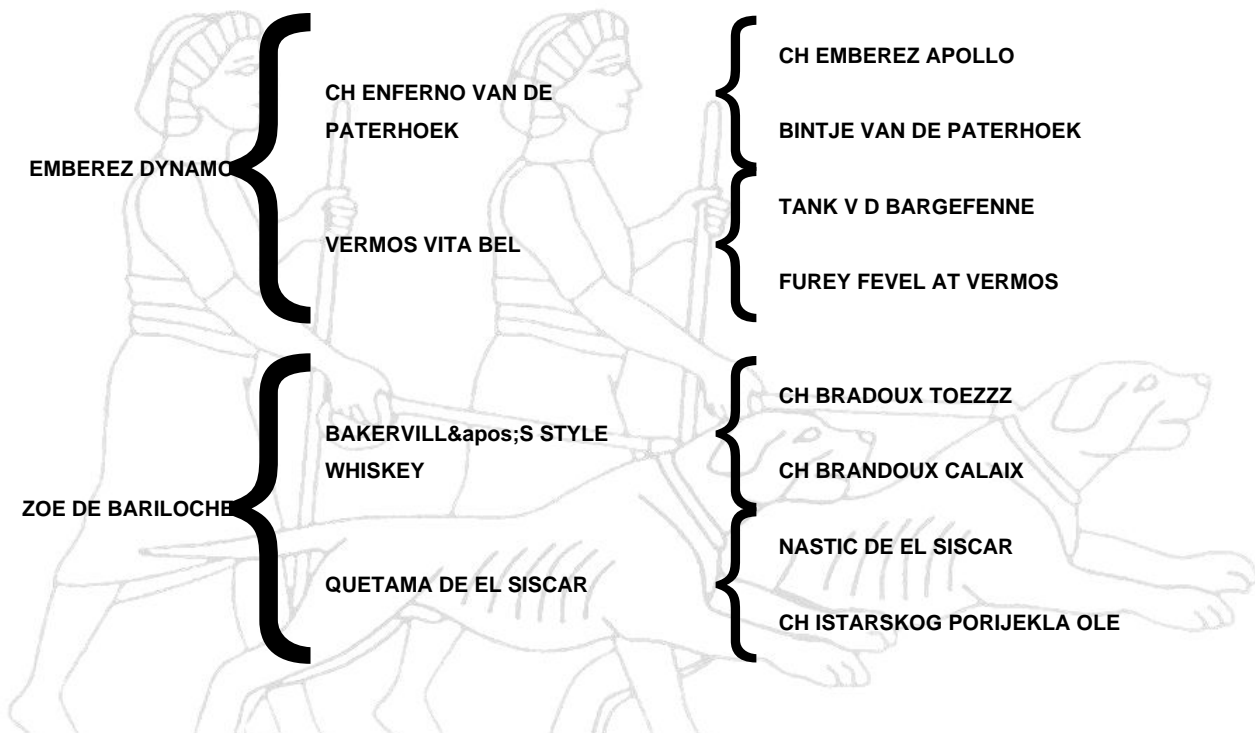 CH EMBEREZ APOLLO
CH ENFERNO VAN DE
PATERHOEK
BINTJE VAN DE PATERHOEK
EMBEREZ DYNAMO
TANK V D BARGEFENNE
VERMOS VITA BEL
FUREY FEVEL AT VERMOS
CH BRADOUX TOEZZZ
BAKERVILL&apos;S STYLE
WHISKEY
CH BRANDOUX CALAIX
ZOE DE BARILOCHE
NASTIC DE EL SISCAR
QUETAMA DE EL SISCAR
CH ISTARSKOG PORIJEKLA OLE